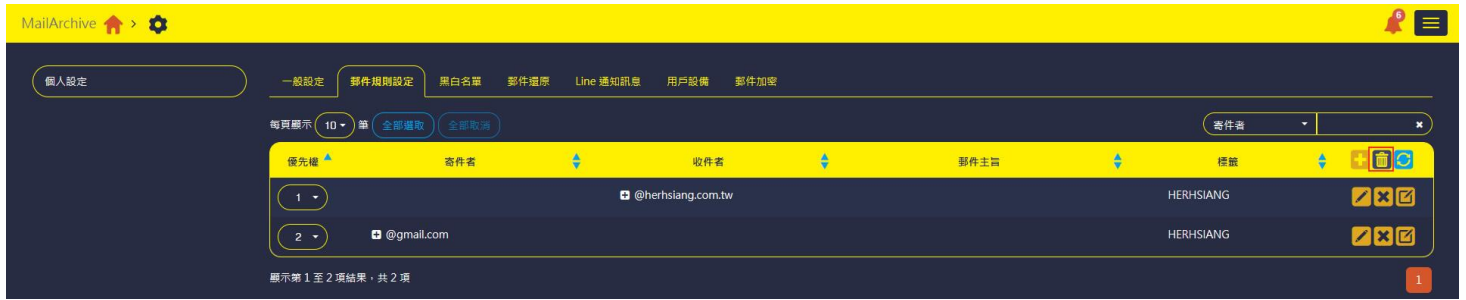 MailArchive
6
個人設定
一般設定 郵件規則設定 黑白名單 郵件還原 Line 通知訊息 用戶設備 郵件加密
每頁顯示 10 筆 全部選取 全部取消 寄件者
優先權 寄件者 收件者 郵件主旨 標籤
1 @herhsiang.com.tw HERHSIANG
2 @gmail.com HERHSIANG
顯示第 1 至 2 項結果，共 2 項
1